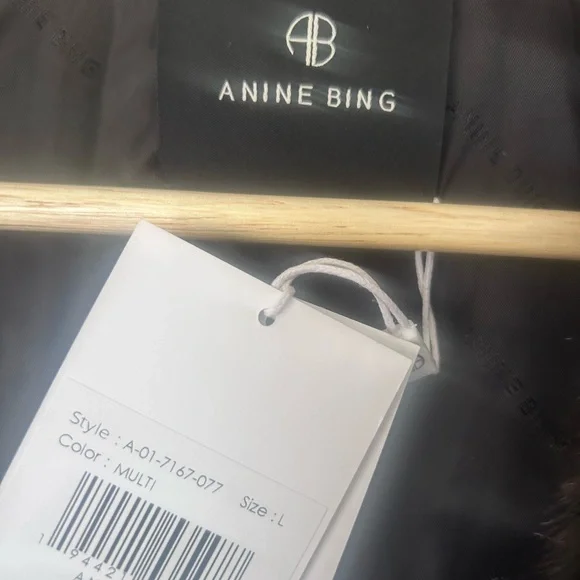 AB
ANINE BING
Style : A-01-7167-077 Size : L
Color : MULTI